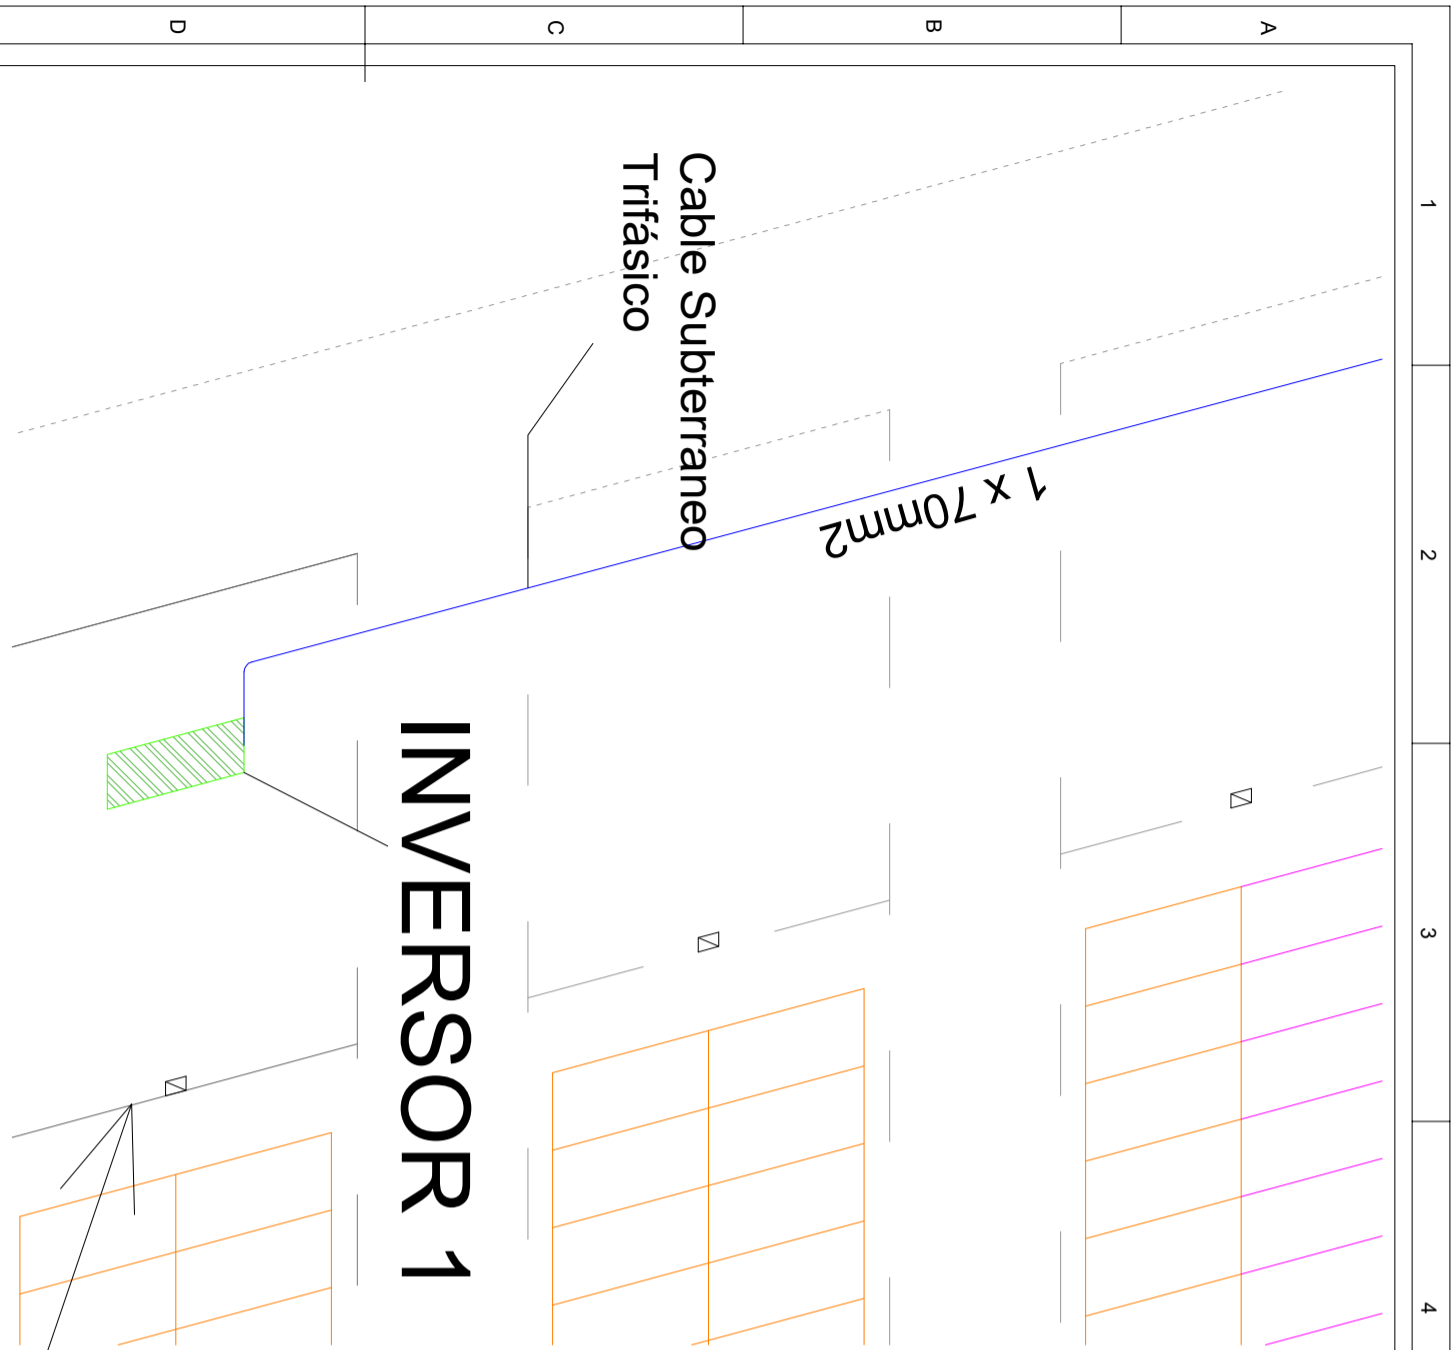 1
2
3
4
A
B
C
D
Cable Subterraneo
Trifásico
1 x 70mm2
INVERSOR 1